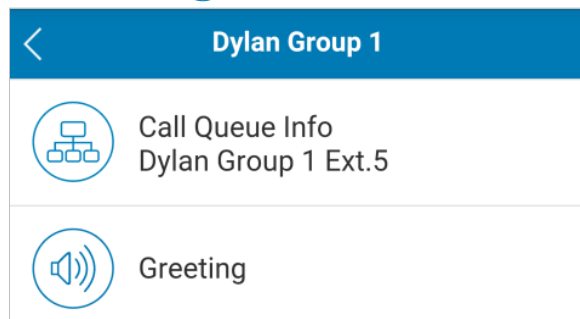 Dylan Group 1
Call Queue Info
Dylan Group 1 Ext.5
Greeting